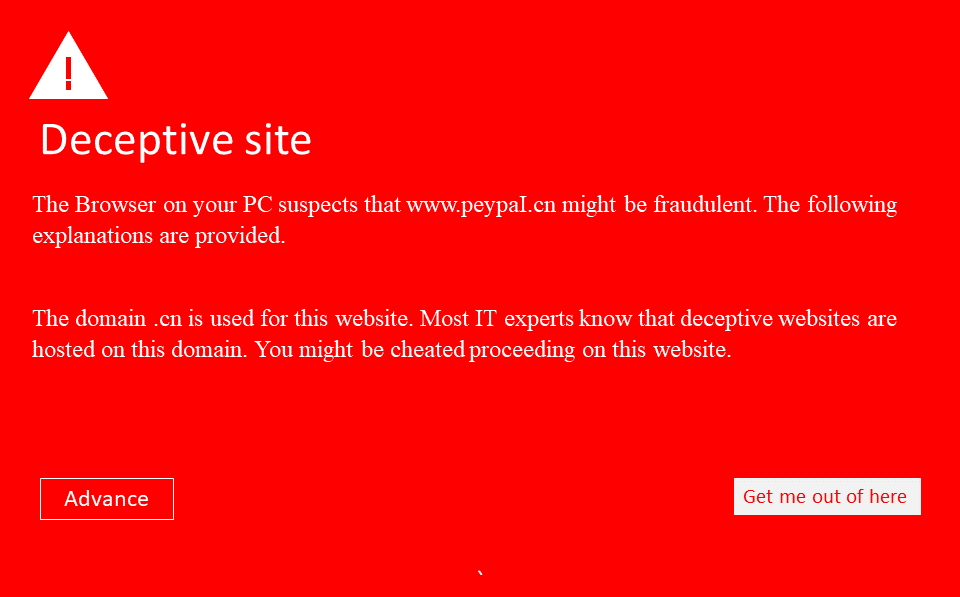 !
Deceptive site
The Browser on your PC suspects that www.peypaI.cn might be fraudulent. The following
explanations are provided.
The domain .cn is used for this website. Most IT experts know that deceptive websites are
hosted on this domain. You might be cheated proceeding on this website.
Advance
Get me out of here
`